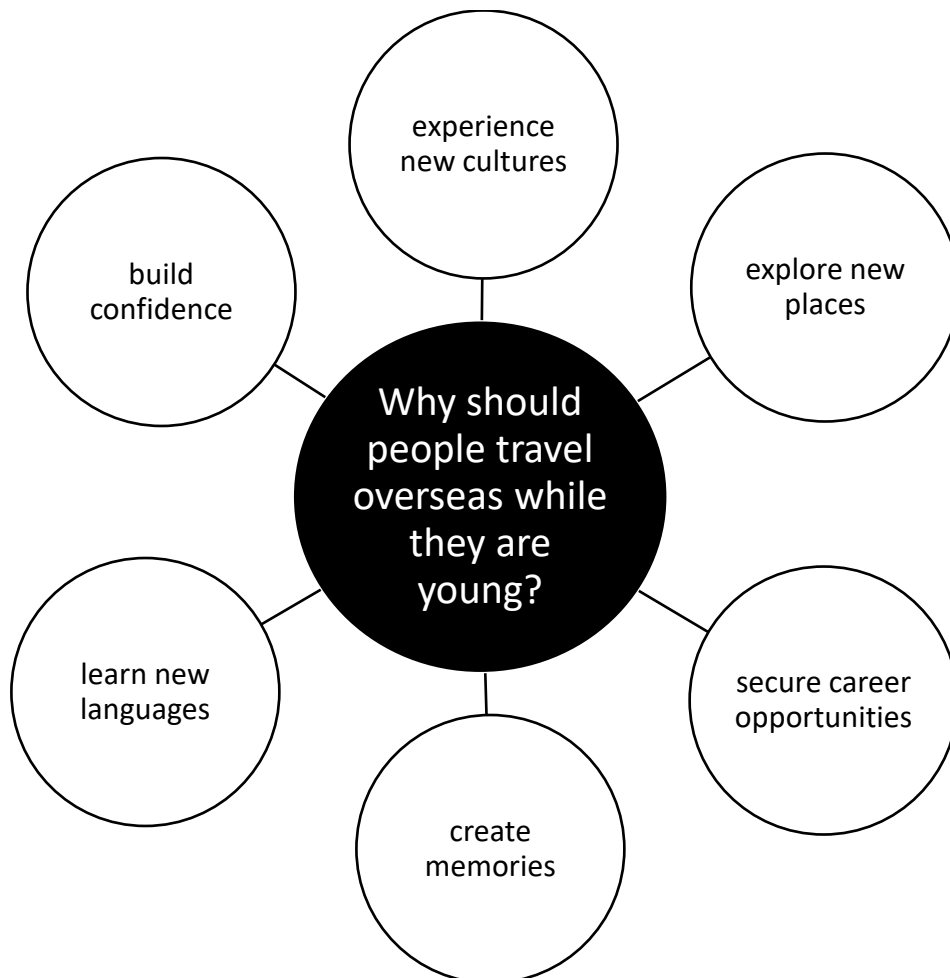 experience
new cultures
explore new
places
build
confidence
Why should
people travel
overseas while
they are
young?
learn new
languages
secure career
opportunities
create
memories